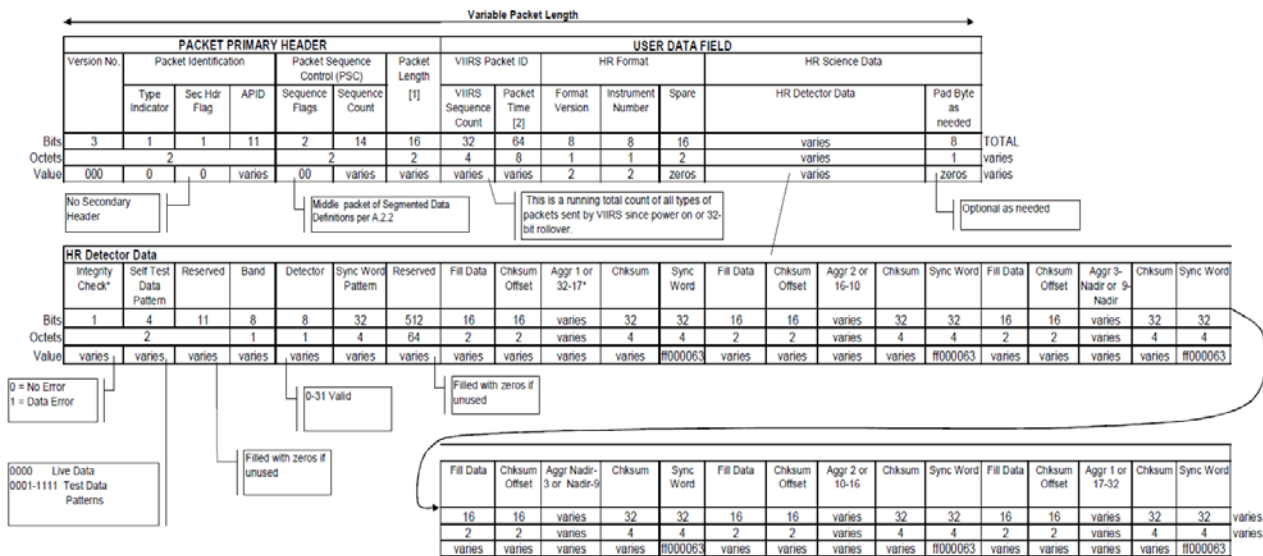 Variable Packet Length
PACKET PRIMARY HEADER USER DATA FIELD
Version No. Packet Identification Packet Sequence Control (PSC) Packet Length VIIRS Packet ID HR Format HR Science Data
Type Indicator Sec Hdr Flag APID Sequence Flags Sequence Count [1] VIIRS Sequence Count Packet Time [2] Format Version Instrument Number Spare HR Detector Data Pad Byte as needed
Bits 3 1 1 11 2 14 16 32 64 8 8 16 varies 8 TOTAL
Octets 2 2 2 4 8 1 1 2 varies 1 varies
Value 000 0 0 varies 00 varies varies varies varies 2 2 zeros varies zeros varies
No Secondary Header
Middle packet of Segmented Data Definitions per A.2.2
This is a running total count of all types of packets sent by VIIRS since power on or 32-bit rollover.
Optional as needed
HR Detector Data
Integrity Check* Self Test Data Pattern Reserved Band Detector Sync Word Pattern Reserved Fill Data Chksum Offset Aggr 1 or 32-17* Chksum Sync Word Fill Data Chksum Offset Aggr 2 or 16-10 Chksum Sync Word Fill Data Chksum Offset Aggr 3-Nadir or 9-Nadir Chksum Sync Word
Bits 1 4 11 8 8 32 512 16 16 varies 32 32 16 16 varies 32 32 16 16 varies 32 32
Octets 2 1 1 4 64 2 2 varies 4 4 2 2 varies 4 4 2 2 varies 4 4
Value varies varies varies varies varies varies varies varies varies varies varies ff000063 varies varies varies varies ff000063 varies varies varies varies ff000063
0 = No Error
1 = Data Error
0-31 Valid
Filled with zeros if unused
0000 Live Data
0001-1111 Test Data Patterns
Filled with zeros if unused
Fill Data Chksum Offset Aggr Nadir-3 or Nadir-9 Chksum Sync Word Fill Data Chksum Offset Aggr 2 or 10-16 Chksum Sync Word Fill Data Chksum Offset Aggr 1 or 17-32 Chksum Sync Word
16 16 varies 32 32 16 16 varies 32 32 16 16 varies 32 32 varies
2 2 varies 4 4 2 2 varies 4 4 2 2 varies 4 4 varies
varies varies varies varies ff000063 varies varies varies varies ff000063 varies varies varies varies ff000063